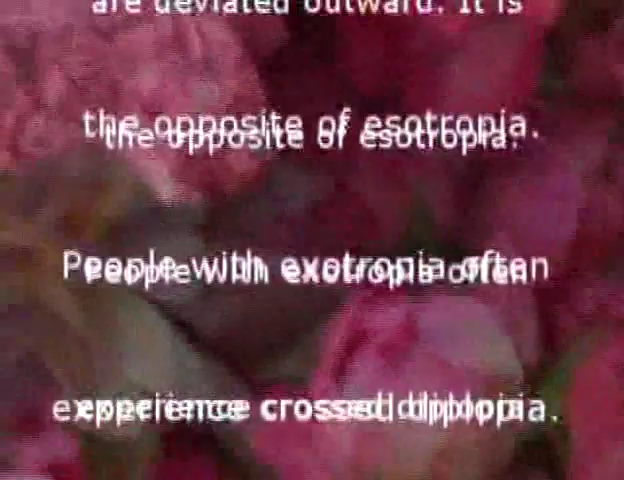 are deviated outward. It is
the opposite of esotropia.
People with exotropia often
experience crossed diplopia.